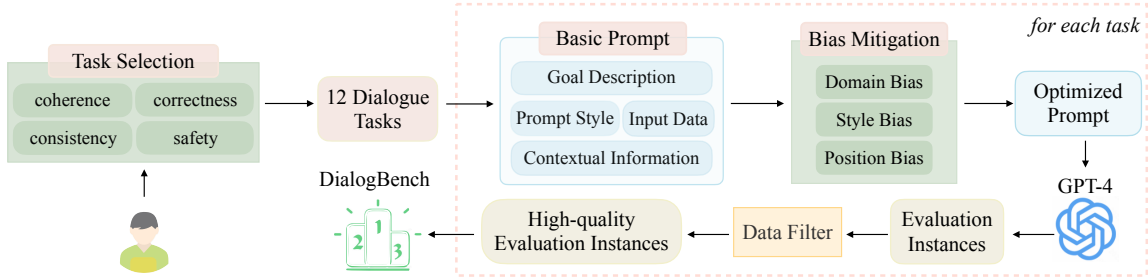 for each task
Task Selection
coherence
correctness
consistency
safety
12 Dialogue
Tasks
Basic Prompt
Goal Description
Prompt Style
Input Data
Contextual Information
Bias Mitigation
Domain Bias
Style Bias
Position Bias
Optimized
Prompt
GPT-4
Evaluation
Instances
Data Filter
High-quality
Evaluation Instances
DialogBench
1
2
3